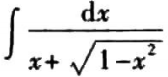 ∫ dx / (x + √(1-x²))